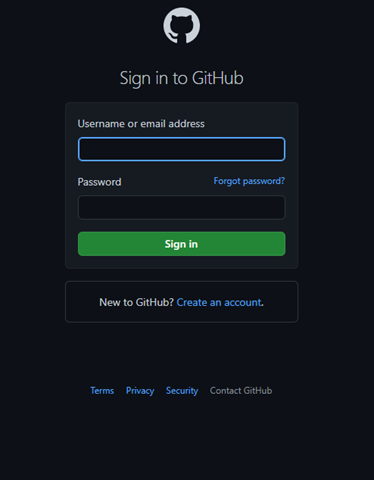 Sign in to GitHub
Username or email address
Password Forgot password?
Sign in
New to GitHub? Create an account.
Terms Privacy Security Contact GitHub